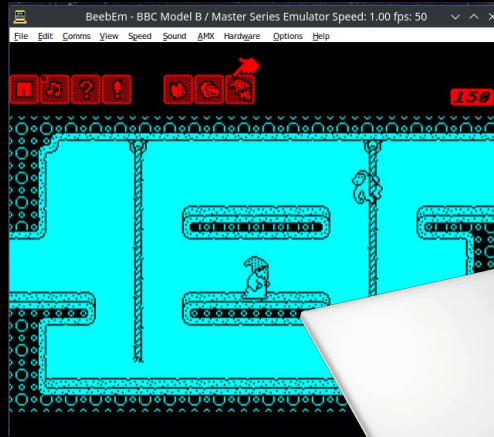 BeebEm - BBC Model B / Master Series Emulator Speed: 1.00 fps: 50
File Edit Comms View Speed Sound AMX Hardware Options Help
150